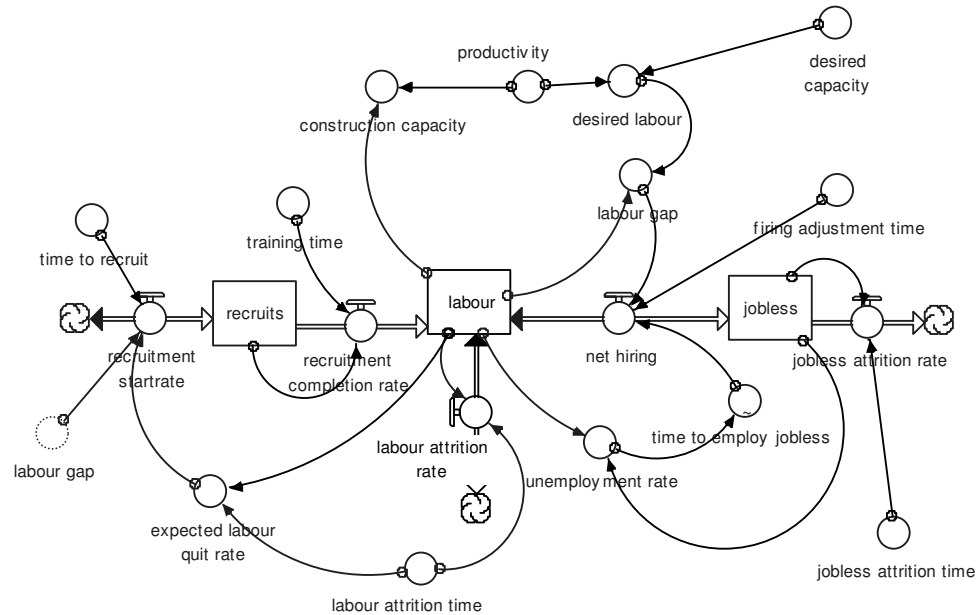 productivity
desired
capacity
construction capacity
desired labour
labour gap
time to recruit
training time
firing adjustment time
recruits
labour
jobless
recruitment
startrate
recruitment
completion rate
net hiring
jobless attrition rate
labour gap
labour attrition
rate
time to employ jobless
~
unemployment rate
expected labour
quit rate
labour attrition time
jobless attrition time